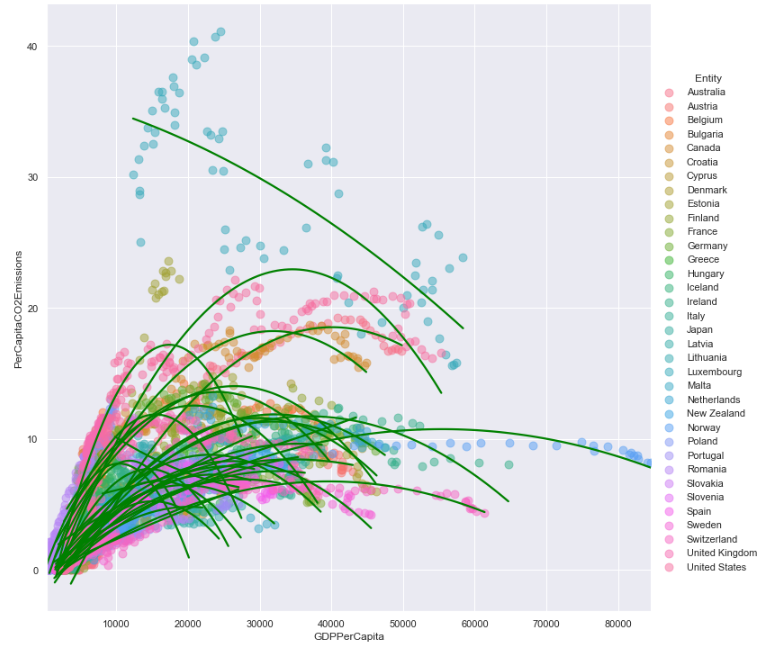 40
30
20
10
0
PerCapitaCO2Emissions
10000 20000 30000 40000 50000 60000 70000 80000
GDPPerCapita
Entity
Australia
Austria
Belgium
Bulgaria
Canada
Croatia
Cyprus
Denmark
Estonia
Finland
France
Germany
Greece
Hungary
Iceland
Ireland
Italy
Japan
Latvia
Lithuania
Luxembourg
Malta
Netherlands
New Zealand
Norway
Poland
Portugal
Romania
Slovakia
Slovenia
Spain
Sweden
Switzerland
United Kingdom
United States